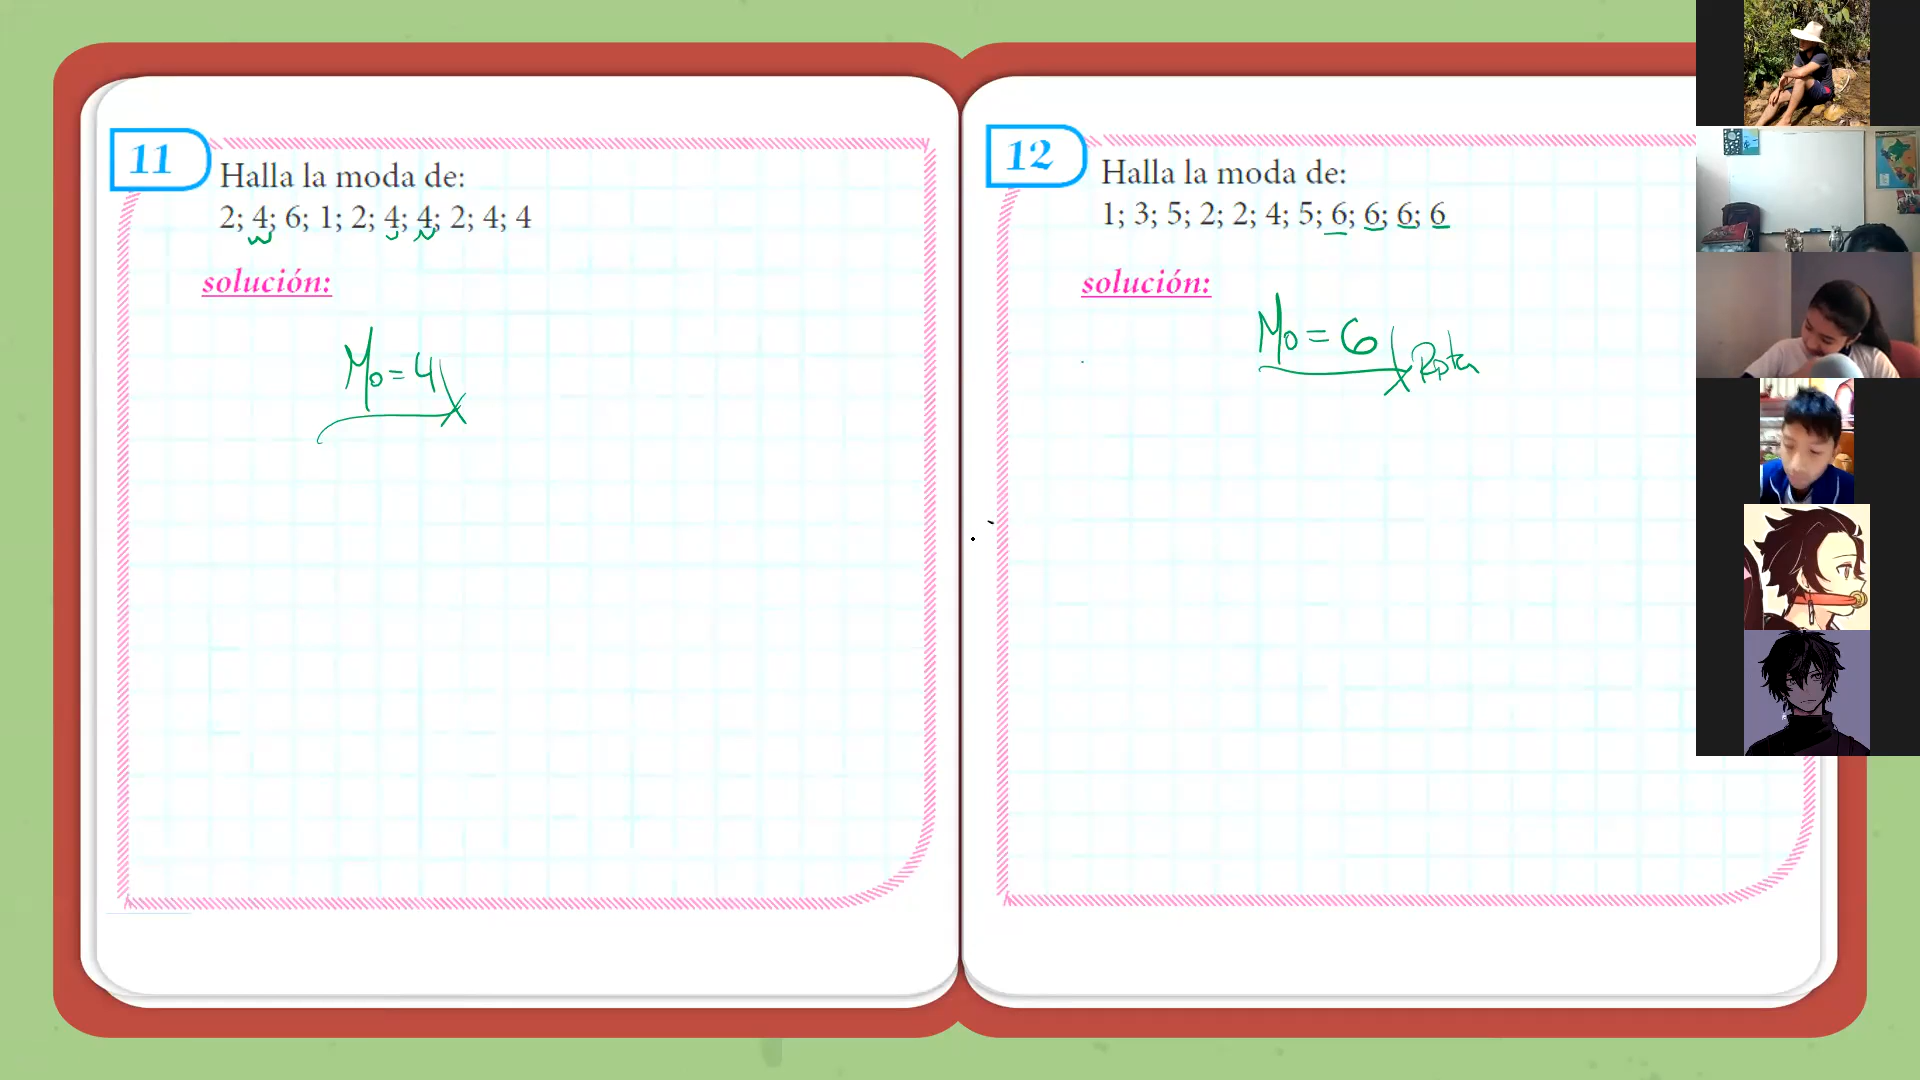 11
Halla la moda de:
2; 4; 6; 1; 2; 4; 4; 2; 4; 4
solución:
Mo = 4
12
Halla la moda de:
1; 3; 5; 2; 2; 4; 5; 6; 6; 6; 6
solución:
Mo = 6 Rpta